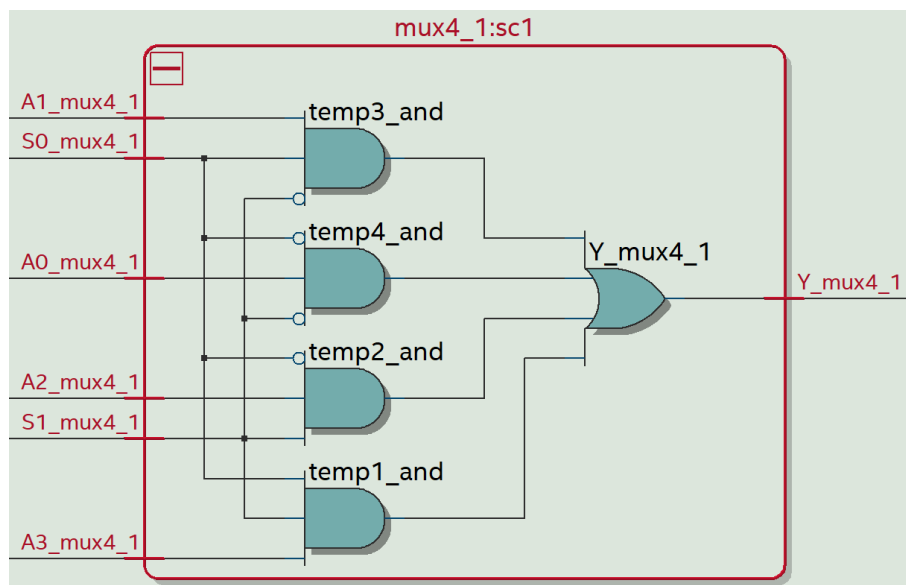 mux4_1:sc1
A1_mux4_1
temp3_and
S0_mux4_1
temp4_and
Y_mux4_1
A0_mux4_1
Y_mux4_1
temp2_and
A2_mux4_1
S1_mux4_1
temp1_and
A3_mux4_1